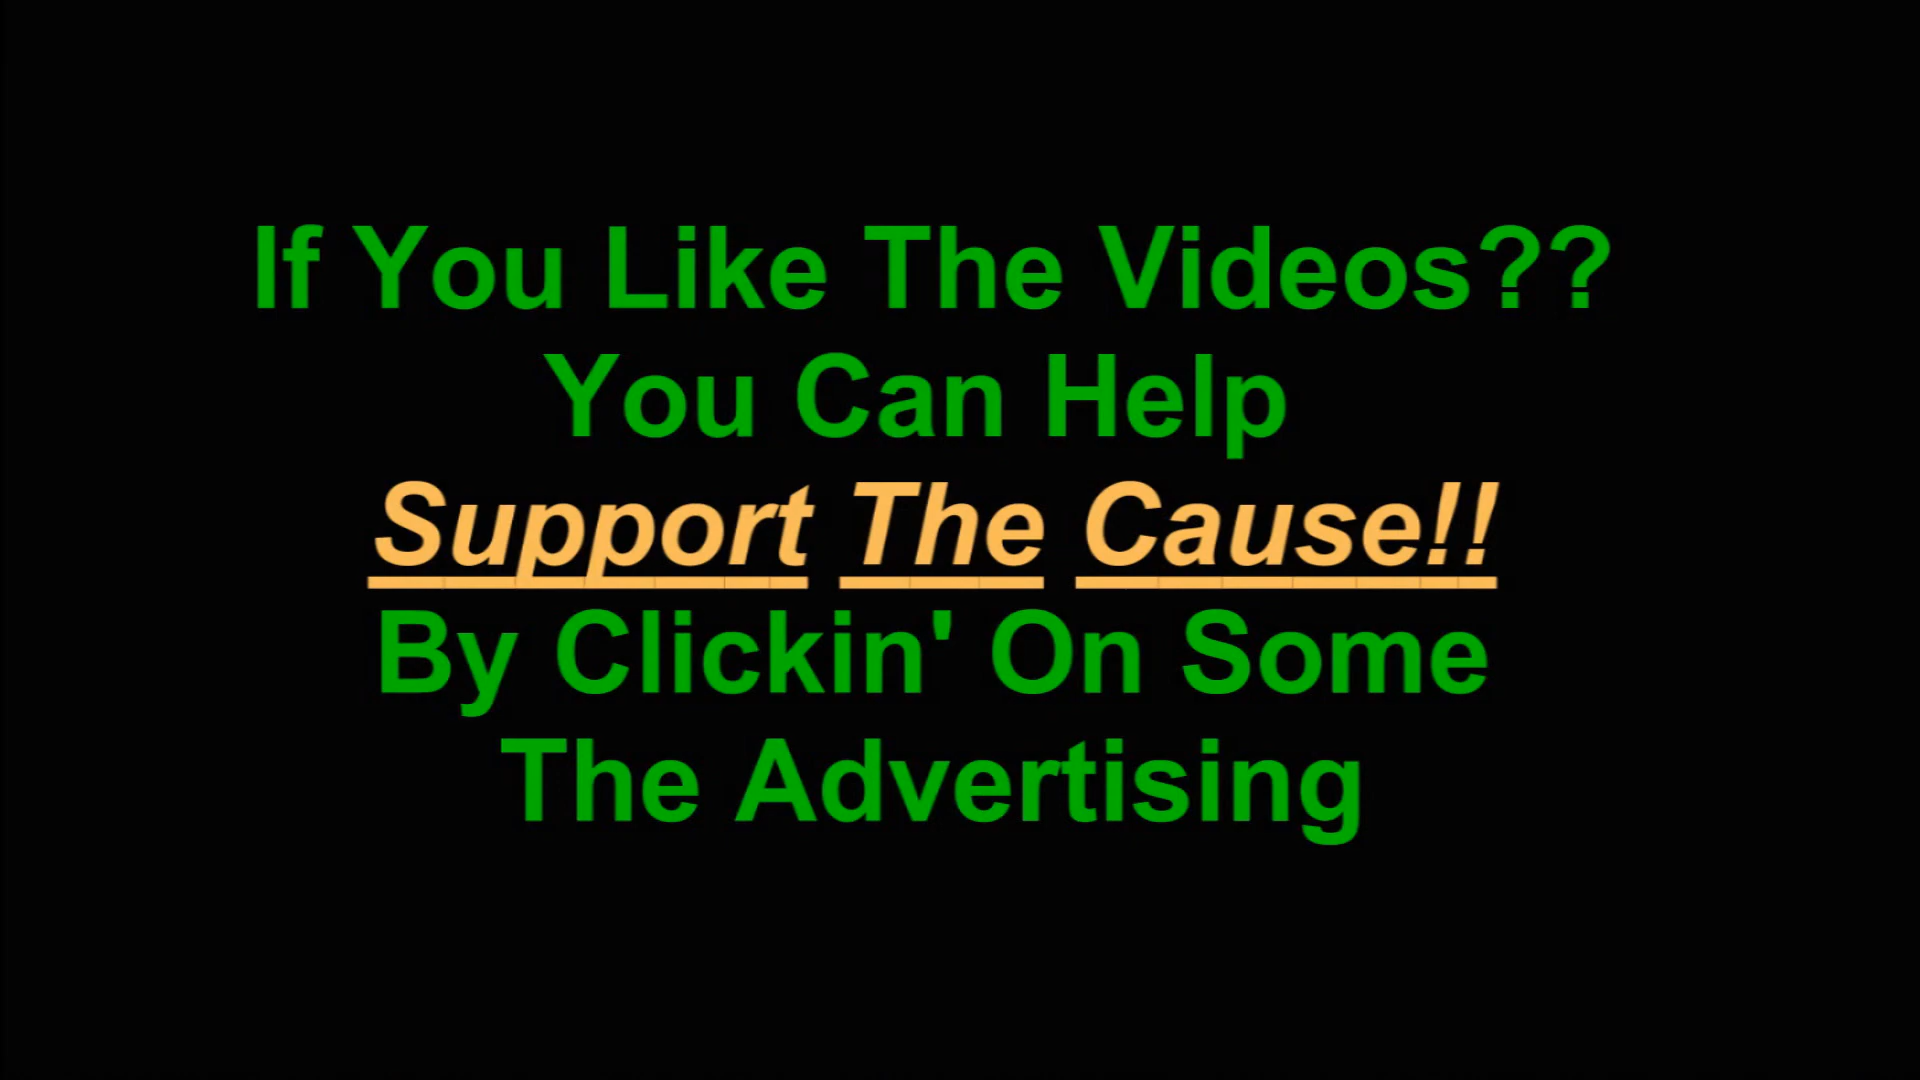 If You Like The Videos??
You Can Help
Support The Cause!!
By Clickin' On Some
The Advertising